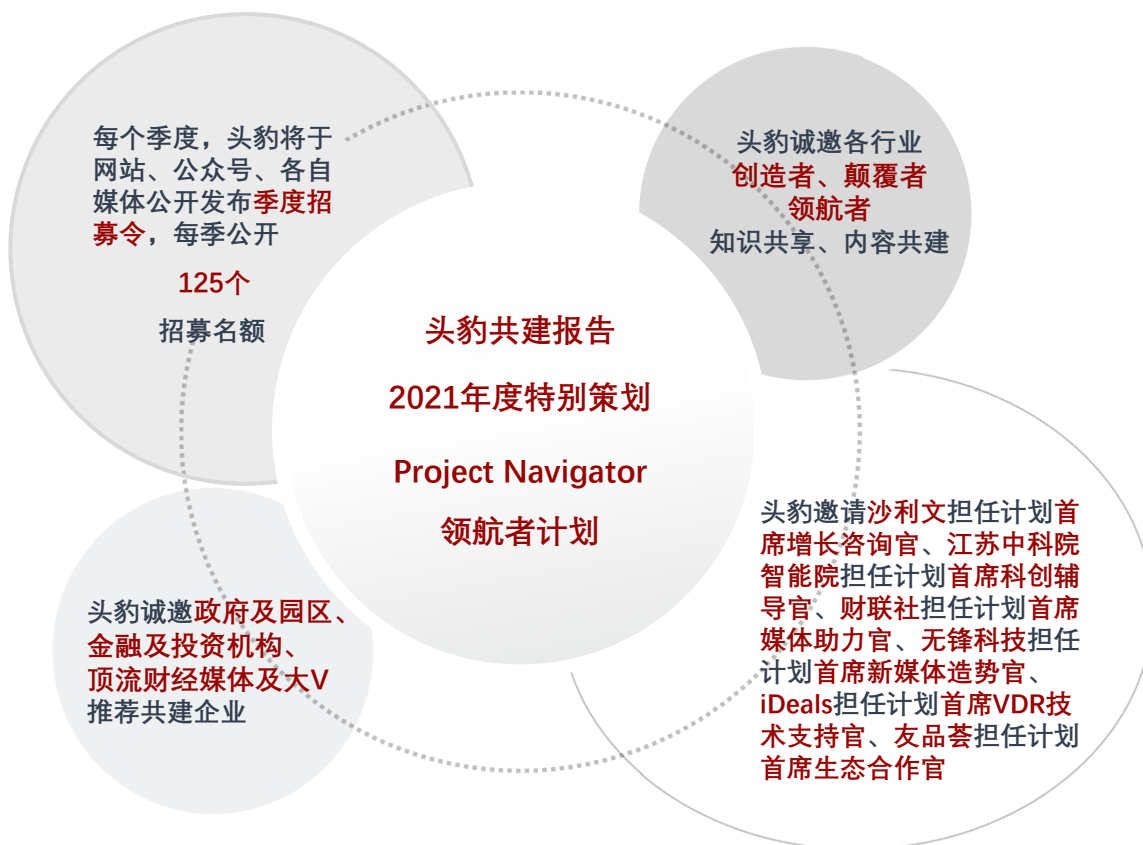 每个季度，头豹将于
网站、公众号、各自
媒体公开发布季度招
募令，每季公开
125个
招募名额
头豹诚邀各行业
创造者、颠覆者
领航者
知识共享、内容共建
头豹共建报告
2021年度特别策划
Project Navigator
领航者计划
头豹诚邀政府及园区、
金融及投资机构、
顶流财经媒体及大V
推荐共建企业
头豹邀请沙利文担任计划首
席增长咨询官、江苏中科院
智能院担任计划首席科创辅
导官、财联社担任计划首席
媒体助力官、无锋科技担任
计划首席新媒体造势官、
iDeals担任计划首席VDR技
术支持官、友品荟担任计划
首席生态合作官